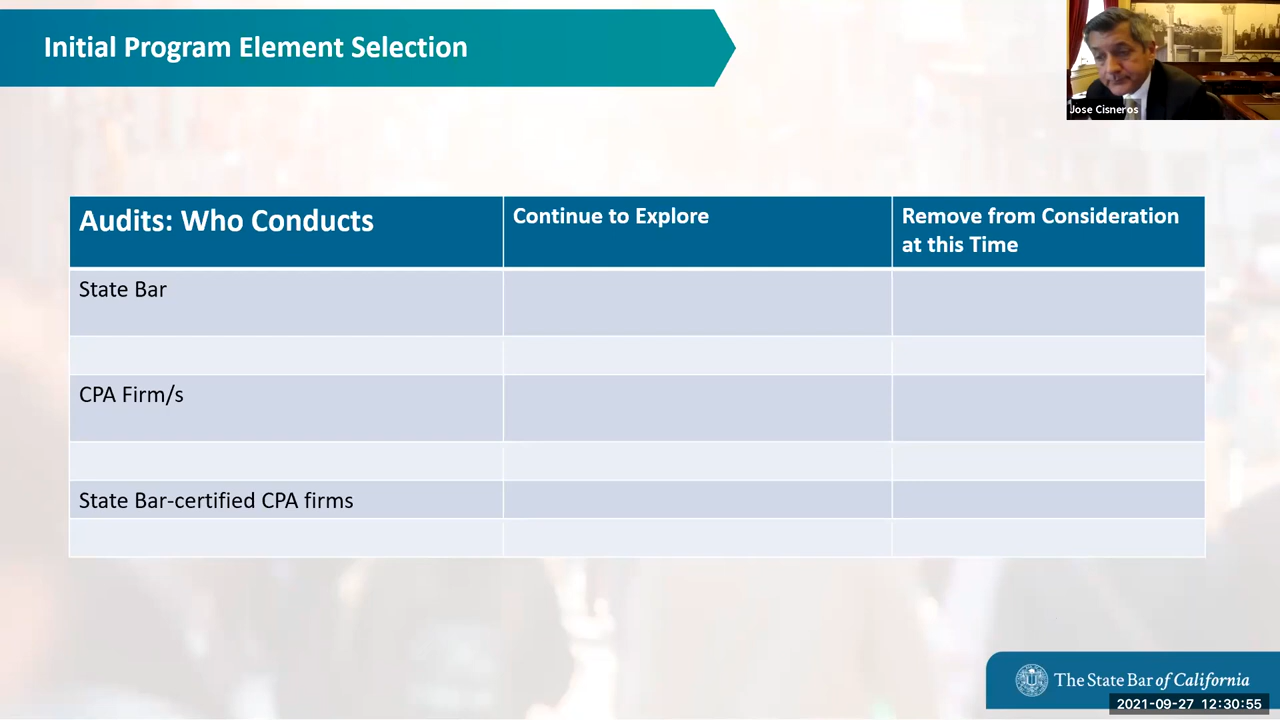 Initial Program Element Selection
Jose Cisneros
Audits: Who Conducts
Continue to Explore
Remove from Consideration
at this Time
State Bar
CPA Firm/s
State Bar-certified CPA firms
The State Bar of California
2021-09-27 12:30:55